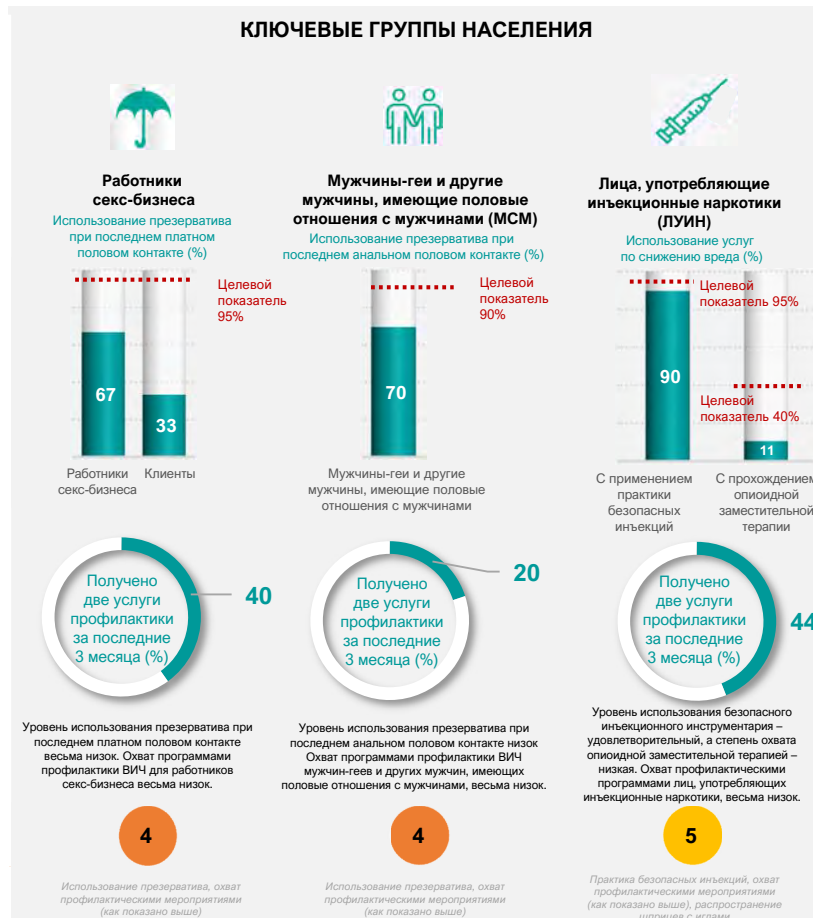 КЛЮЧЕВЫЕ ГРУППЫ НАСЕЛЕНИЯ
Работники
секс-бизнеса
Использование презерватива
при последнем платном
половом контакте (%)
Целевой
показатель
95%
67
33
Работники
секс-бизнеса
Клиенты
Получено
две услуги
профилактики
за последние
3 месяца (%)
40
Уровень использования презерватива при
последнем платном половом контакте
весьма низок. Охват программами
профилактики ВИЧ для работников
секс-бизнеса весьма низок.
4
Использование презерватива, охват
профилактическими мероприятиями
(как показано выше)
Мужчины-геи и другие
мужчины, имеющие половые
отношения с мужчинами (МСМ)
Использование презерватива при
последнем анальном половом контакте (%)
Целевой
показатель
90%
70
Мужчины-геи и другие
мужчины, имеющие половые
отношения с мужчинами
Получено
две услуги
профилактики
за последние
3 месяца (%)
20
Уровень использования презерватива при
последнем анальном половом контакте низок
Охват программами профилактики ВИЧ
мужчин-геев и других мужчин, имеющих
половые отношения с мужчинами, весьма низок.
4
Использование презерватива, охват
профилактическими мероприятиями
(как показано выше)
Лица, употребляющие
инъекционные наркотики
(ЛУИН)
Использование услуг
по снижению вреда (%)
Целевой
показатель 95%
90
Целевой
показатель 40%
11
С применением
практики
безопасных
инъекций
С прохождением
опиоидной
заместительной
терапии
Получено
две услуги
профилактики
за последние
3 месяца (%)
44
Уровень использования безопасного
инъекционного инструментария –
удовлетворительный, а степень охвата
опиоидной заместительной терапией –
низкая. Охват профилактическими
программами лиц, употребляющих
инъекционные наркотики, весьма низок.
5
Практика безопасных инъекций, охват
профилактическими мероприятиями
(как показано выше), распространение
шприцев с иглами